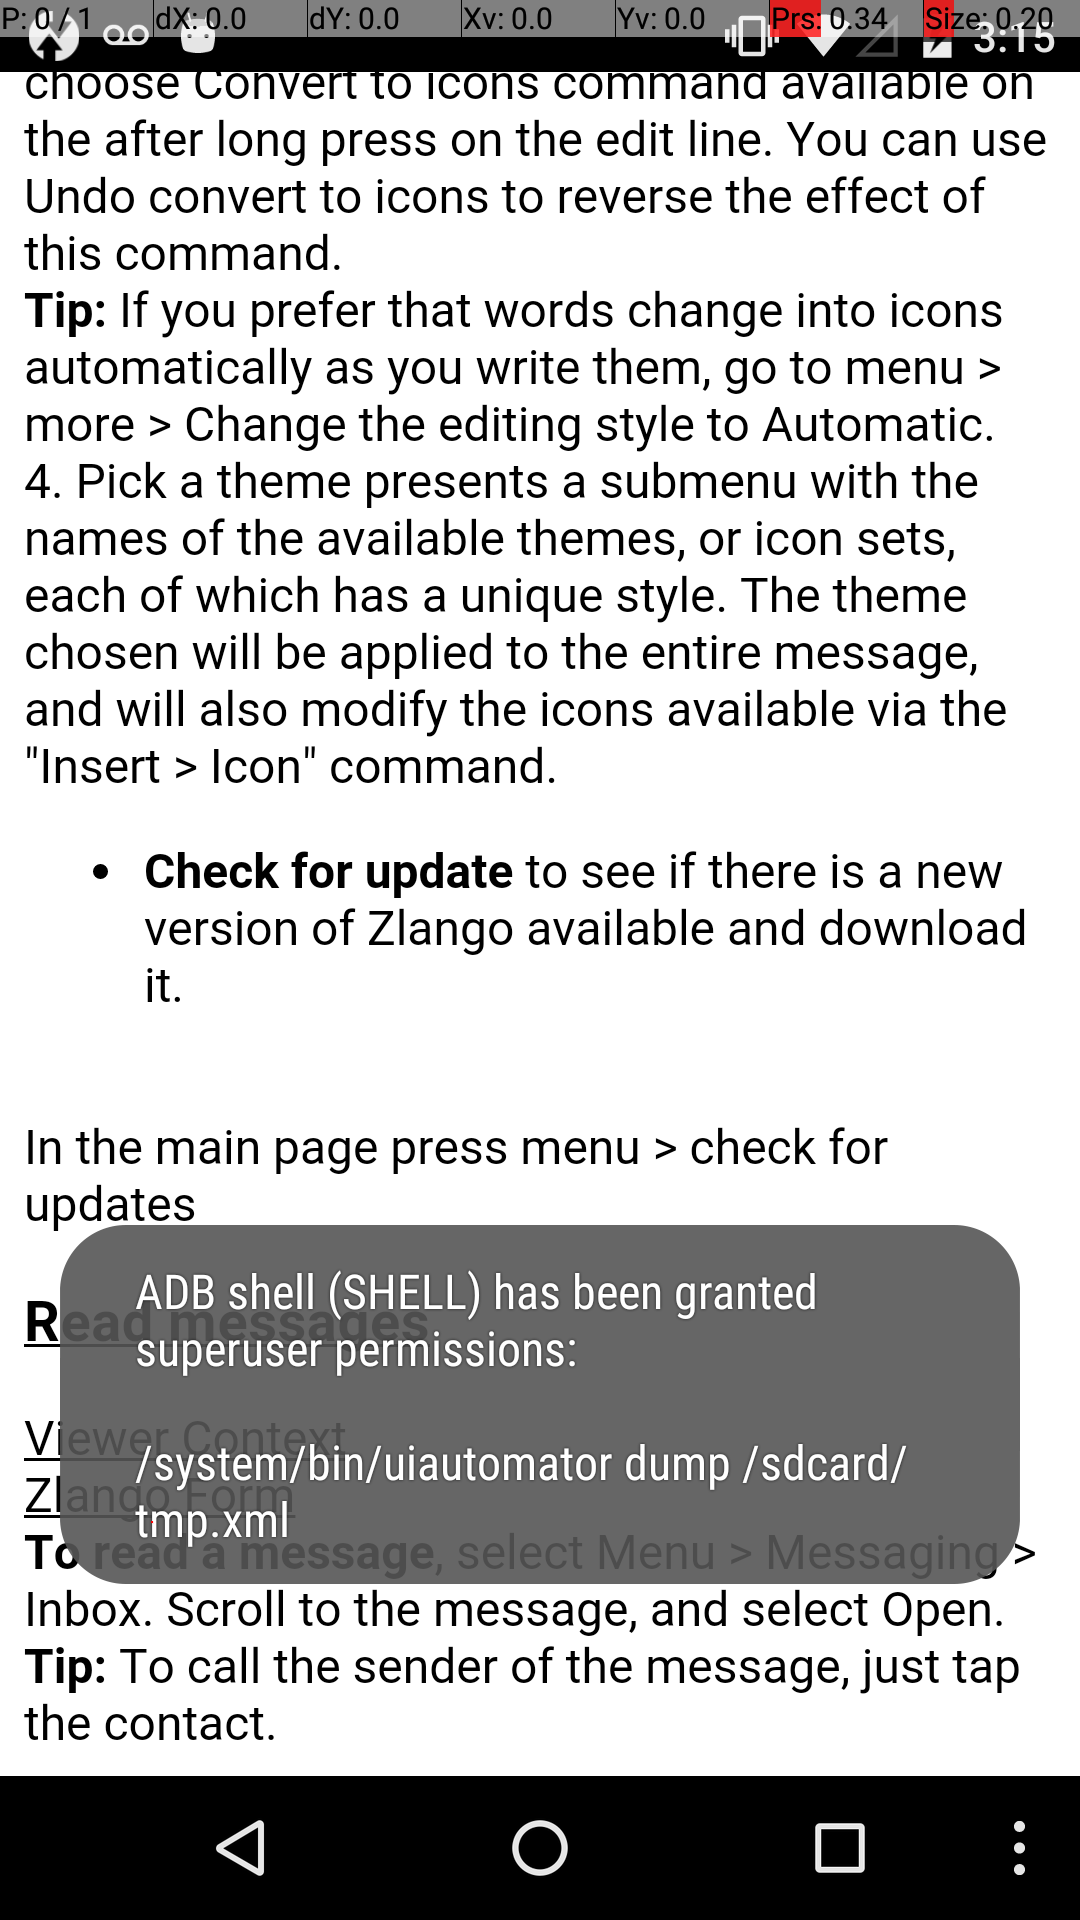 P: 0 / 1 dX: 0.0 dY: 0.0 Xv: 0.0 Yv: 0.0 Prs: 0.34 Size: 0.20
3:15
choose Convert to icons command available on
the after long press on the edit line. You can use
Undo convert to icons to reverse the effect of
this command.
Tip: If you prefer that words change into icons
automatically as you write them, go to menu >
more > Change the editing style to Automatic.
4. Pick a theme presents a submenu with the
names of the available themes, or icon sets,
each of which has a unique style. The theme
chosen will be applied to the entire message,
and will also modify the icons available via the
"Insert > Icon" command.
• Check for update to see if there is a new
version of Zlango available and download
it.
In the main page press menu > check for
updates
Read messages
Viewer Context
Zlango Form
To read a message, select Menu > Messaging >
Inbox. Scroll to the message, and select Open.
Tip: To call the sender of the message, just tap
the contact.
ADB shell (SHELL) has been granted
superuser permissions:
/system/bin/uiautomator dump /sdcard/
tmp.xml